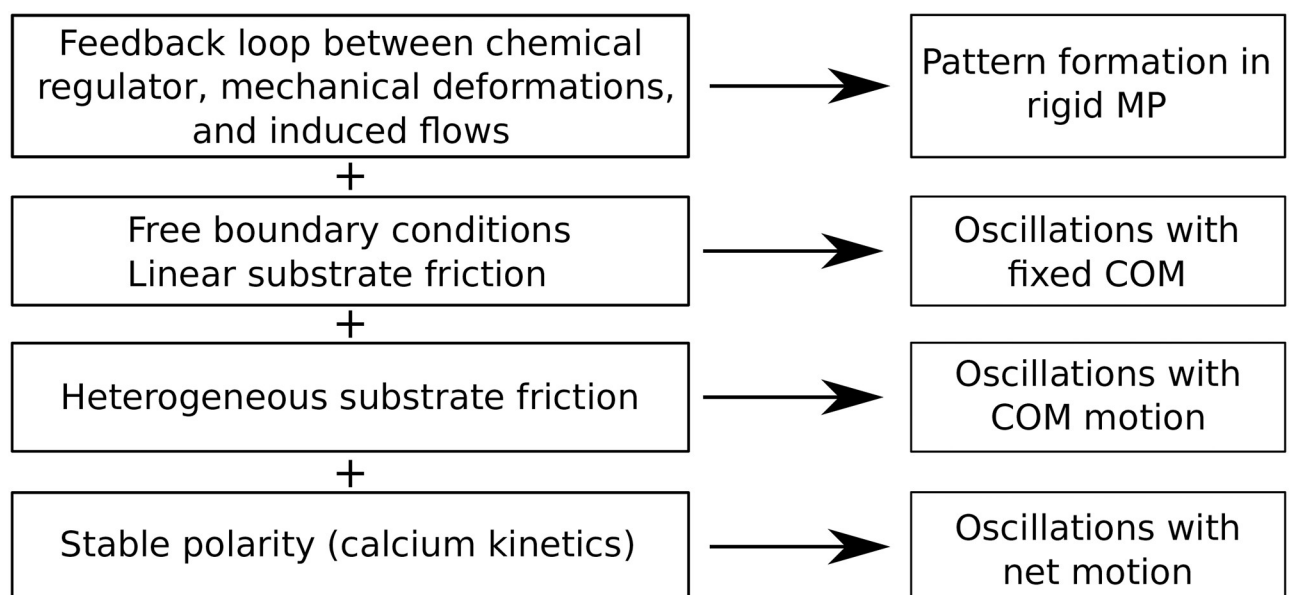 Feedback loop between chemical
regulator, mechanical deformations,
and induced flows
Pattern formation in
rigid MP
+
Free boundary conditions
Linear substrate friction
Oscillations with
fixed COM
+
Heterogeneous substrate friction
Oscillations with
COM motion
+
Stable polarity (calcium kinetics)
Oscillations with
net motion